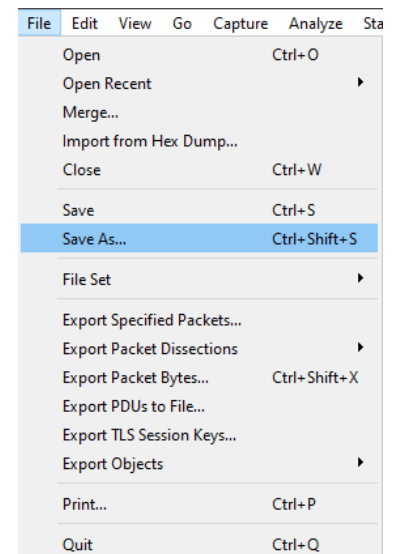 File Edit View Go Capture Analyze Sta
Open Ctrl+O
Open Recent
Merge...
Import from Hex Dump...
Close Ctrl+W
Save Ctrl+S
Save As... Ctrl+Shift+S
File Set
Export Specified Packets...
Export Packet Dissections
Export Packet Bytes... Ctrl+Shift+X
Export PDUs to File...
Export TLS Session Keys...
Export Objects
Print... Ctrl+P
Quit Ctrl+Q